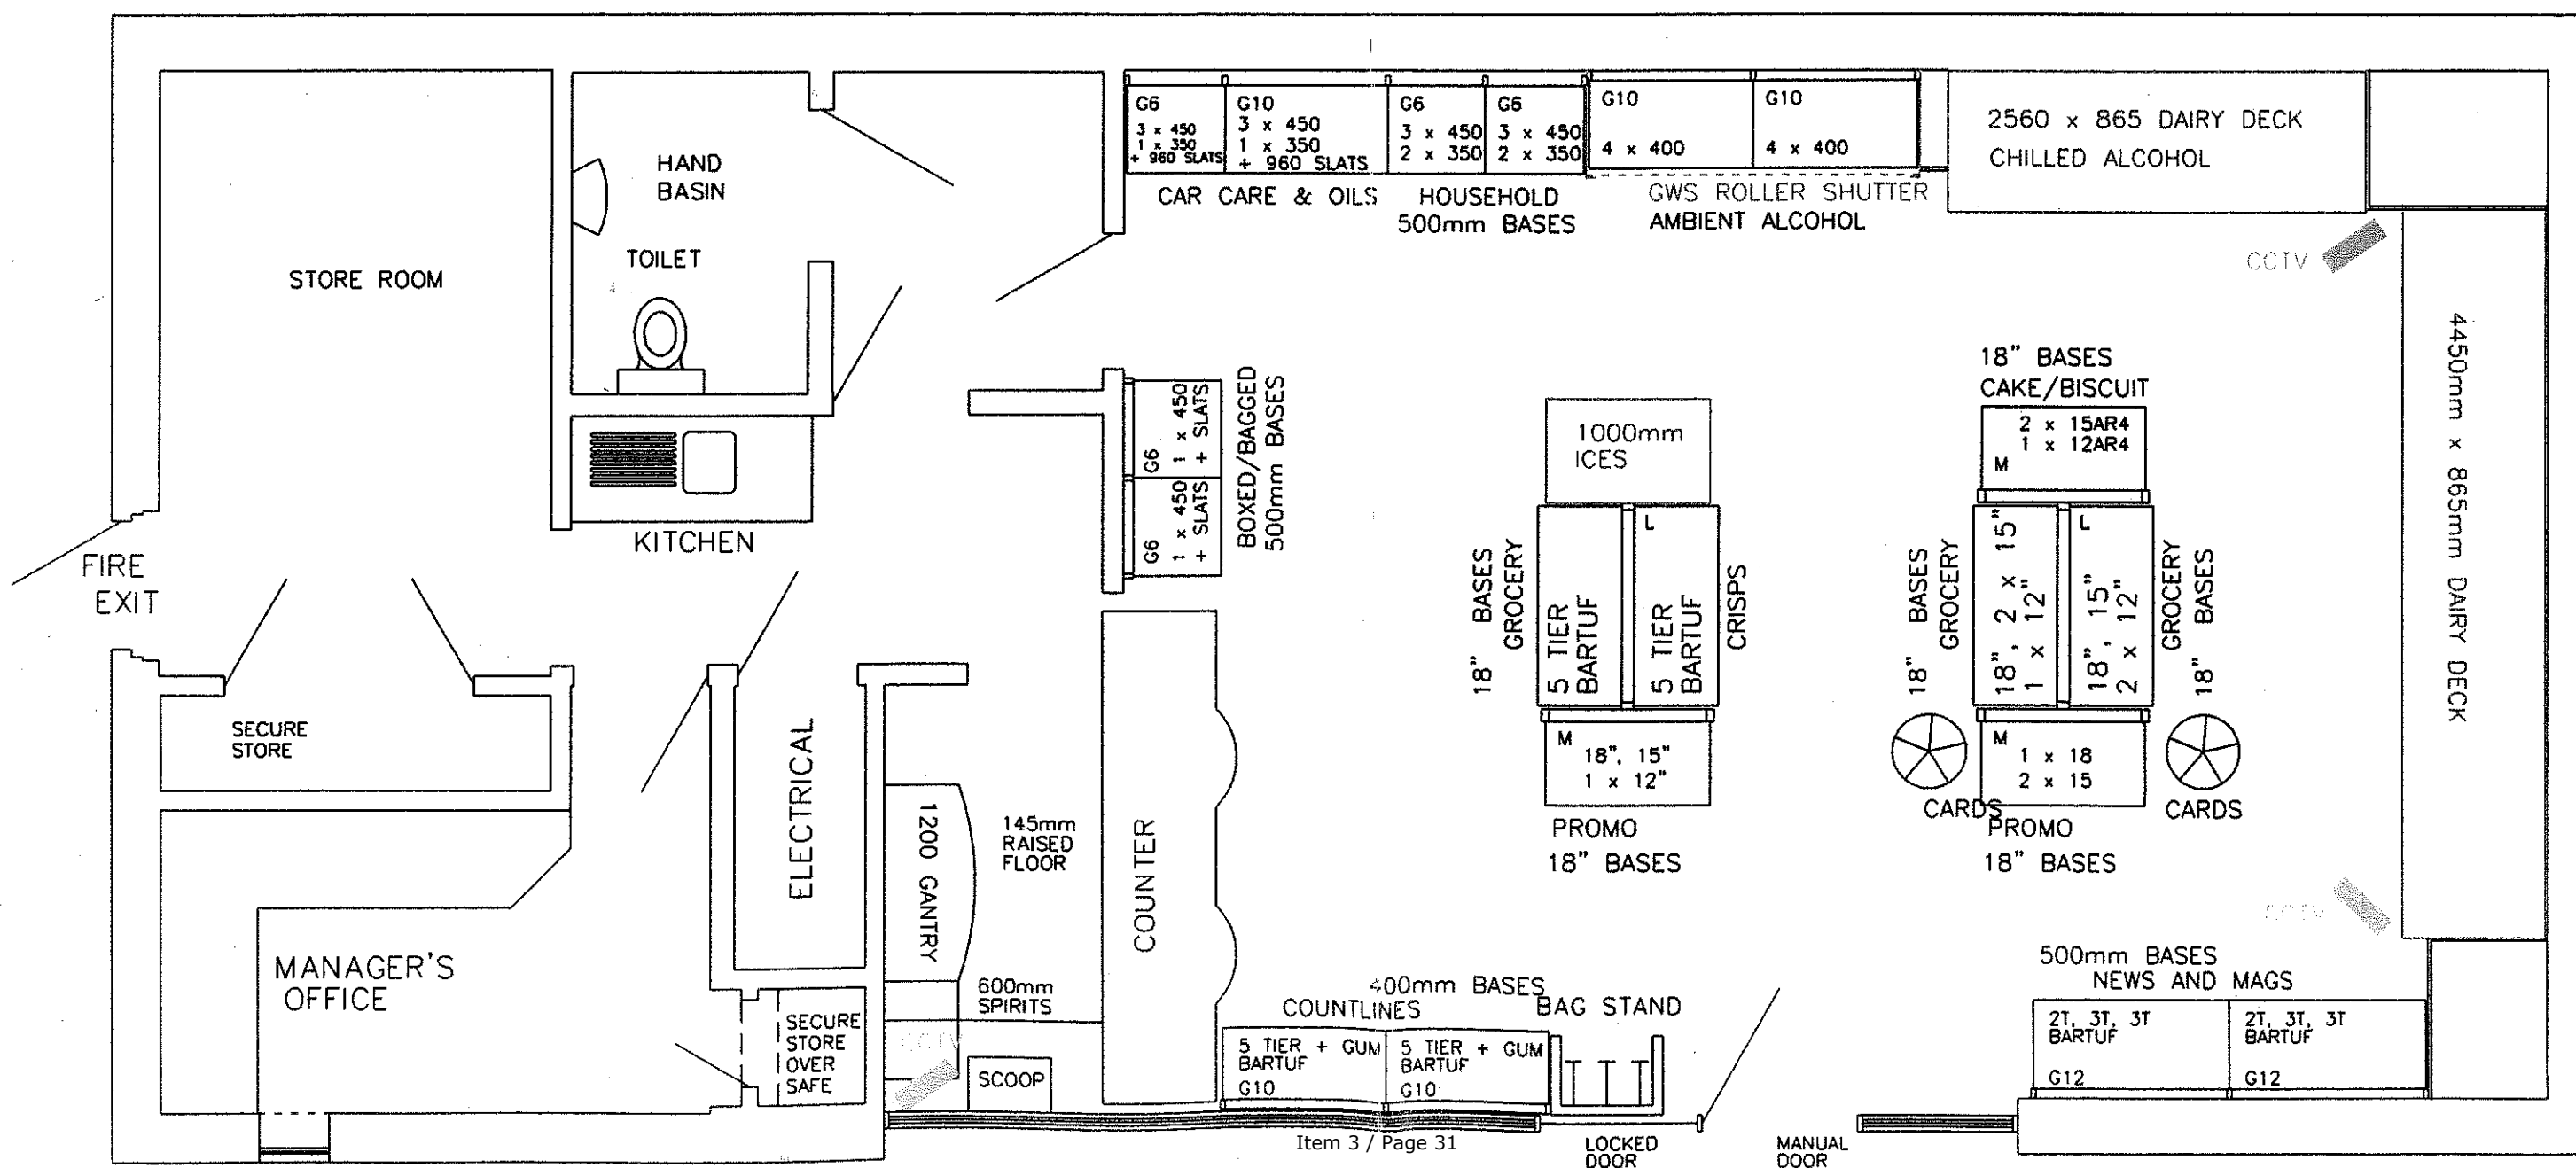 G6
3 x 450
1 x 350
+ 960 SLATS
G10
3 x 450
1 x 350
+ 960 SLATS
G6
3 x 450
2 x 350
G6
3 x 450
2 x 350
G10
4 x 400
G10
4 x 400
2560 x 865 DAIRY DECK
CHILLED ALCOHOL
CAR CARE & OILS
HOUSEHOLD
500mm BASES
GWS ROLLER SHUTTER
AMBIENT ALCOHOL
CCTV
HAND
BASIN
TOILET
STORE ROOM
KITCHEN
FIRE
EXIT
G6
1 x 450
+ SLATS
G6
1 x 450
+ SLATS
BOXED/BAGGED
500mm BASES
1000mm
ICES
18" BASES
GROCERY
5 TIER
BARTUF
L
5 TIER
BARTUF
CRISPS
M
18", 15"
1 x 12"
PROMO
18" BASES
18" BASES
CAKE/BISCUIT
2 x 15AR4
1 x 12AR4
M
18" BASES
GROCERY
18", 2 x 15"
1 x 12"
L
18", 15"
2 x 12"
GROCERY
18" BASES
M
1 x 18
2 x 15
CARDS
CARDS
PROMO
18" BASES
4450mm x 865mm DAIRY DECK
SECURE
STORE
ELECTRICAL
1200 GANTRY
145mm
RAISED
FLOOR
COUNTER
MANAGER'S
OFFICE
SECURE
STORE
OVER
SAFE
600mm
SPIRITS
CCTV
SCOOP
400mm BASES
COUNTLINES
5 TIER + GUM
BARTUF
G10
5 TIER + GUM
BARTUF
G10
BAG STAND
CCTV
500mm BASES
NEWS AND MAGS
2T, 3T, 3T
BARTUF
G12
2T, 3T, 3T
BARTUF
G12
Item 3 / Page 31
LOCKED
DOOR
MANUAL
DOOR